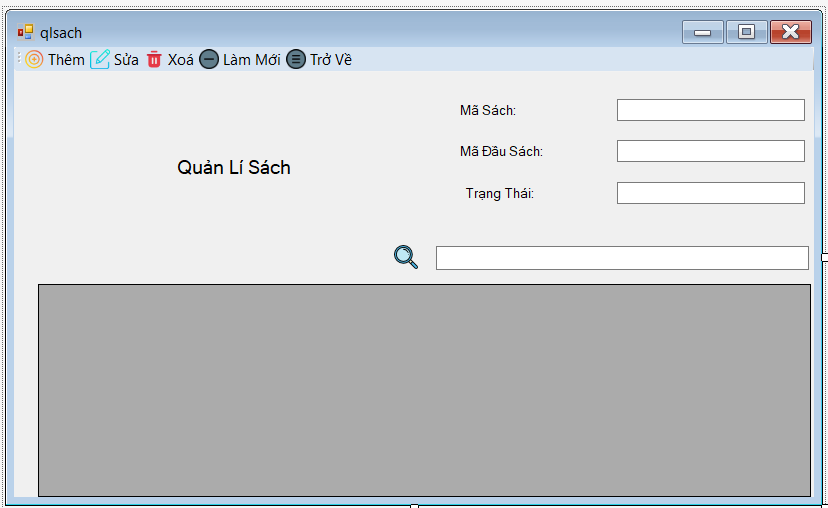 qlsach
Thêm Sửa Xoá Làm Mới Trở Về
Mã Sách:
Mã Đầu Sách:
Quản Lí Sách
Trạng Thái: